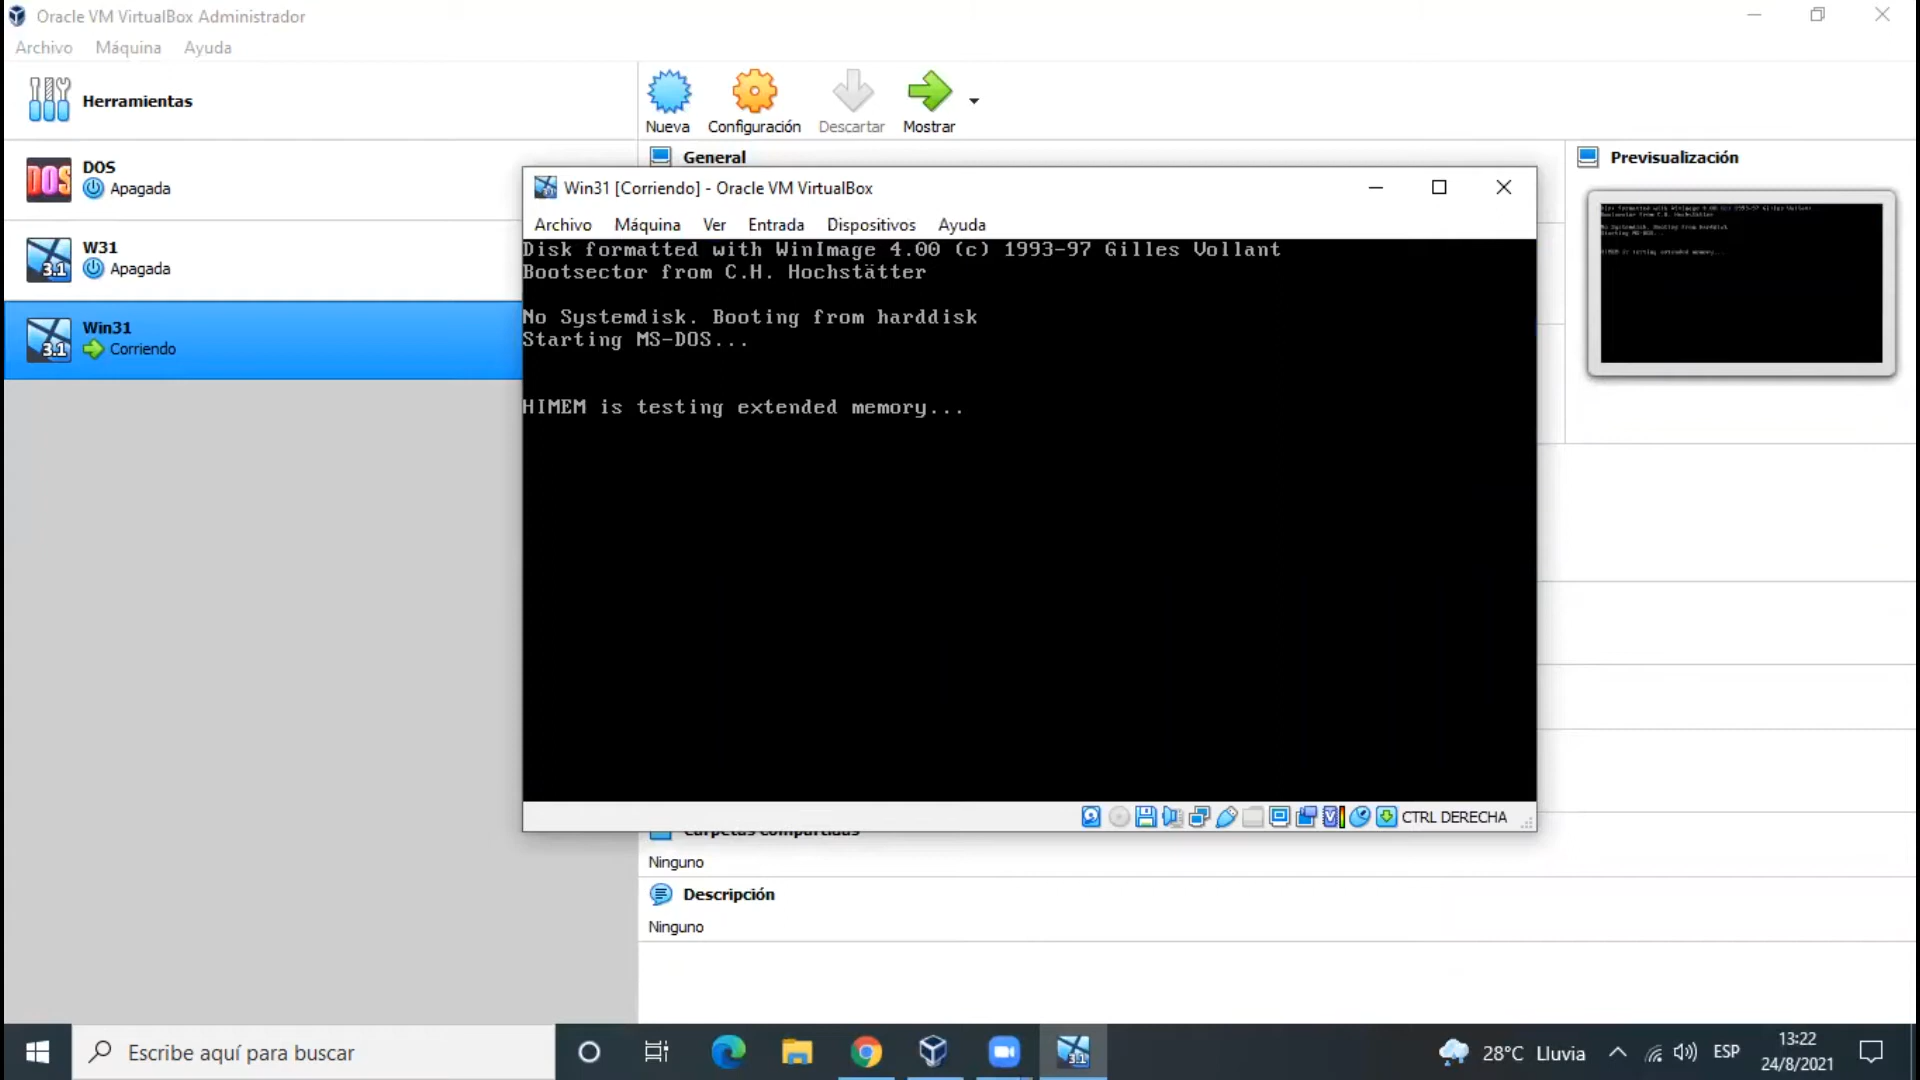 Oracle VM VirtualBox Administrador
Archivo Máquina Ayuda
Herramientas
Nueva Configuración Descartar Mostrar
DOS
Apagada
W31
Apagada
Win31
Corriendo
General
Previsualización
Win31 [Corriendo] - Oracle VM VirtualBox
Archivo Máquina Ver Entrada Dispositivos Ayuda
Disk formatted with WinImage 4.00 (c) 1993-97 Gilles Vollant
Bootsector from C.H. Hochstätter
No Systemdisk. Booting from harddisk
Starting MS-DOS...
HIMEM is testing extended memory...
CTRL DERECHA
Carpetas compartidas
Ninguno
Descripción
Ninguno
Escribe aquí para buscar
28°C Lluvia
ESP
13:22
24/8/2021